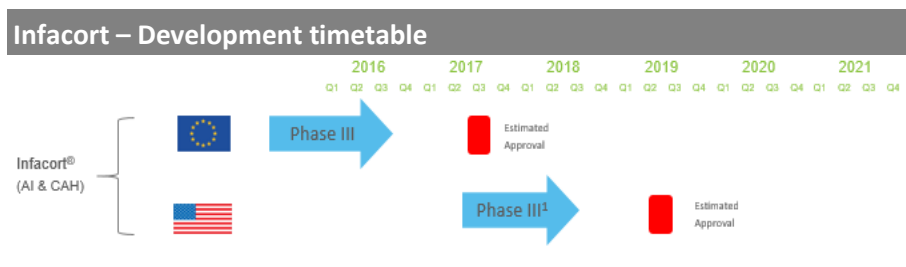 Infacort – Development timetable
2016 2017 2018 2019 2020 2021
Q1 Q2 Q3 Q4 Q1 Q2 Q3 Q4 Q1 Q2 Q3 Q4 Q1 Q2 Q3 Q4 Q1 Q2 Q3 Q4 Q1 Q2 Q3 Q4
Phase III
Estimated
Approval
Infacort®
(AI & CAH)
Phase III¹
Estimated
Approval